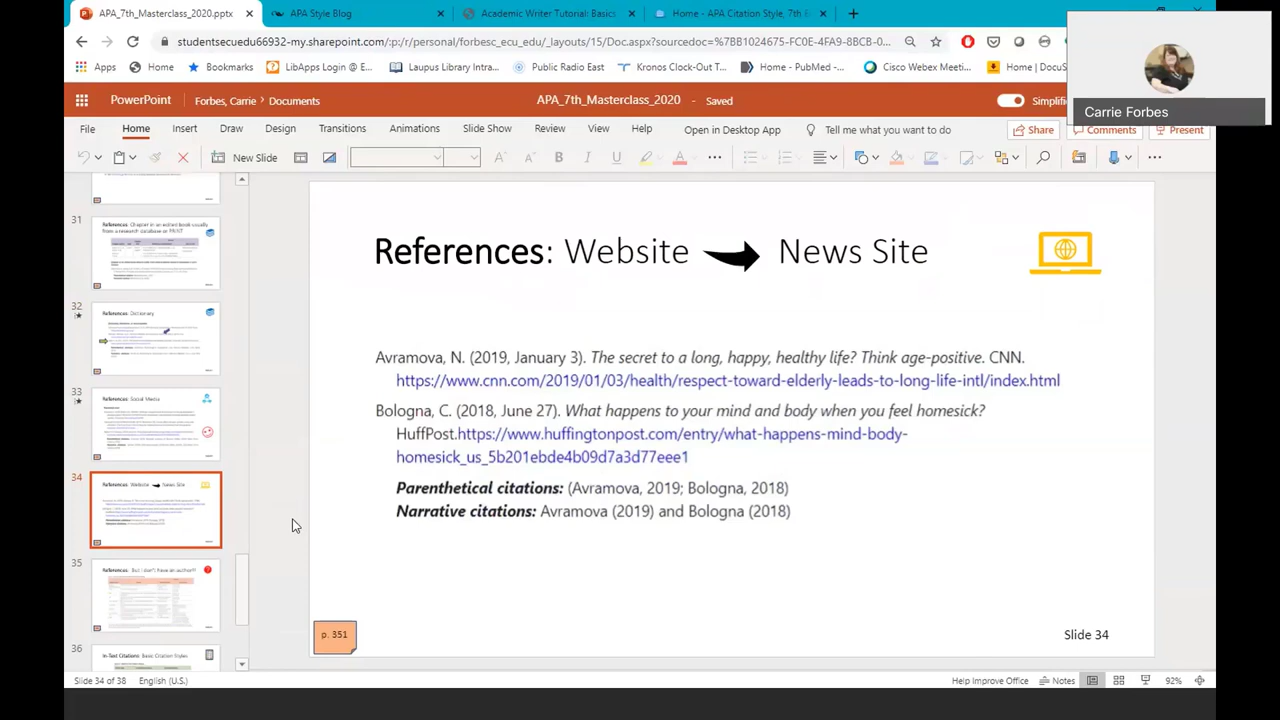 APA_7th_Masterclass_2020.pptx
APA Style Blog
Academic Writer Tutorial: Basics
Home - APA Citation Style, 7th E
studentsecuedu66932-my.sharepoint.com/:p:/r/personal/forbesc_ecu_edu/_layouts/15/Doc.aspx?sourcedoc=%7BB1024675-FC0E-4FA9-8BCB-0...
Apps
Home
Bookmarks
LibApps Login @ E...
Laupus Library Lora...
Public Radio East
Kronos Clock-Out T...
Home - PubMed -...
Cisco Webex Meeti...
Home | DocuS
Carrie Forbes
PowerPoint
Forbes, Carrie > Documents
APA_7th_Masterclass_2020 - Saved
Simplifi
File Home Insert Draw Design Transitions Animations Slide Show Review View Help Open in Desktop App Tell me what you want to do Share Comments Present
New Slide
31
References: Chapter in an edited book usually
from a research database or PRINT
32
References: Dictionary
33
References: Social Media
34
References: Website News Site
35
References: But I don't have an author?!
36
In-Text Citations: Basic Citation Styles
References: Website News Site
Avramova, N. (2019, January 3). The secret to a long, happy, healthy life? Think age-positive. CNN.
https://www.cnn.com/2019/01/03/health/respect-toward-elderly-leads-to-long-life-intl/index.html
Bologna, C. (2018, June What happens to your mind and body when you feel homesick?
HuffPost. https://www.huffingtonpost.com/entry/what-happens-mind-body-
homesick_us_5b201ebde4b09d7a3d77eee1
Parenthetical citations: (Avramova, 2019; Bologna, 2018)
Narrative citations: Avramova (2019) and Bologna (2018)
p. 351
Slide 34
Slide 34 of 38
English (U.S.)
Help Improve Office
Notes
92%